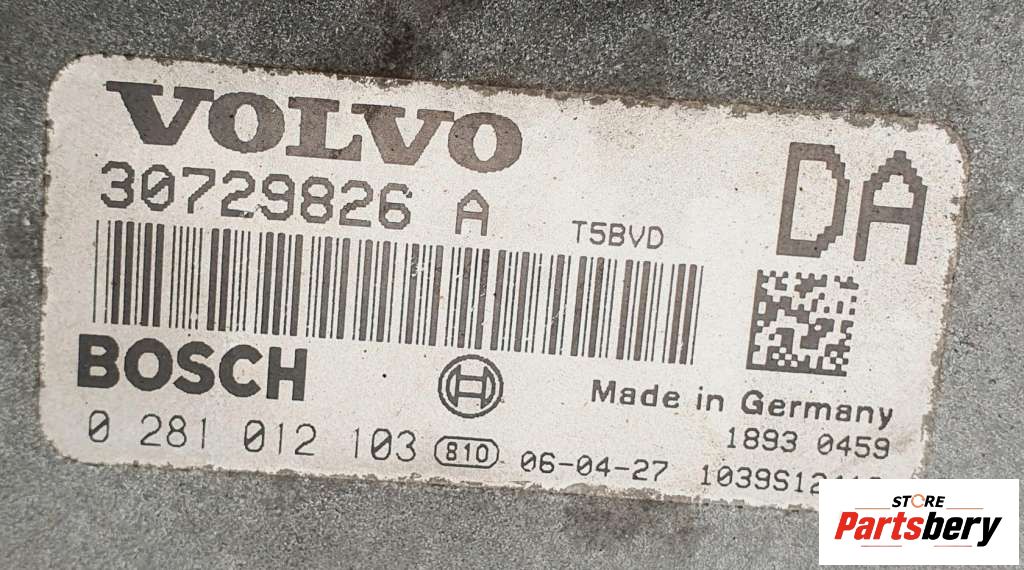 VOLVO
30729826 A
T5BVD
DA
BOSCH
Made in Germany
0 281 012 103 810 06-04-27
1893 0459
STORE
Partsbery